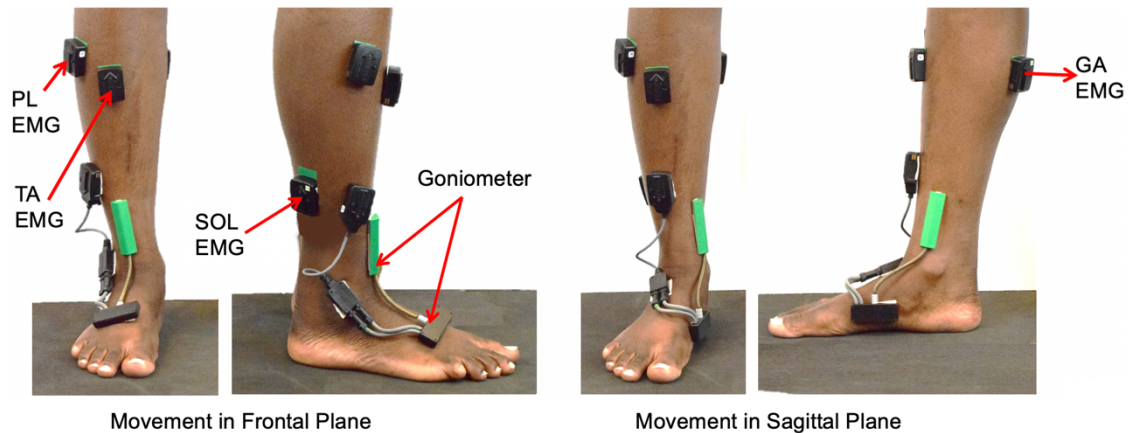 PL
EMG
TA
EMG
SOL
EMG
Goniometer
GA
EMG
Movement in Frontal Plane
Movement in Sagittal Plane